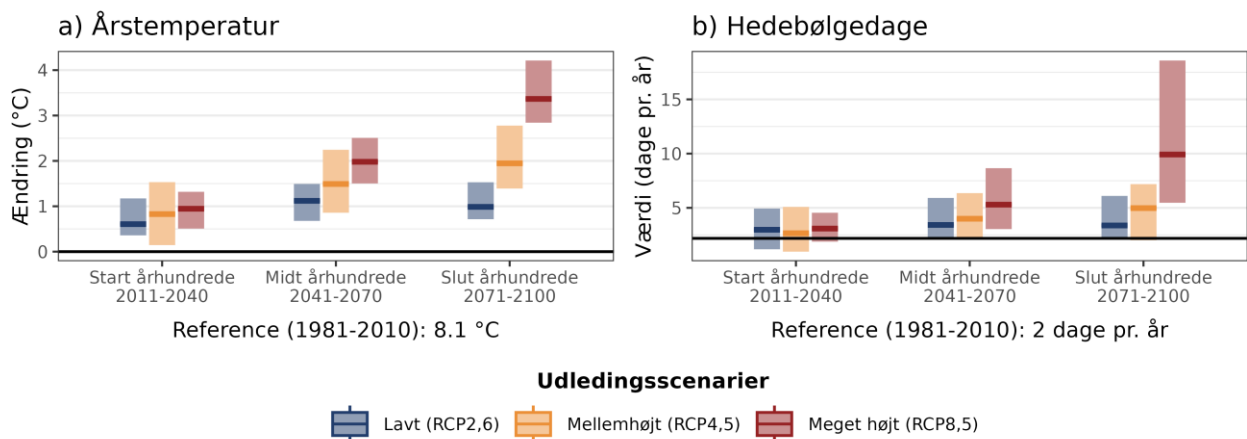 a) Årstemperatur
Ændring (°C)
4
3
2
1
0
Start århundrede
2011-2040
Midt århundrede
2041-2070
Slut århundrede
2071-2100
Reference (1981-2010): 8.1 °C
b) Hedebølgedage
Værdi (dage pr. år)
15
10
5
Start århundrede
2011-2040
Midt århundrede
2041-2070
Slut århundrede
2071-2100
Reference (1981-2010): 2 dage pr. år
Udledingsscenarier
Lavt (RCP2,6)
Mellemhøjt (RCP4,5)
Meget højt (RCP8,5)